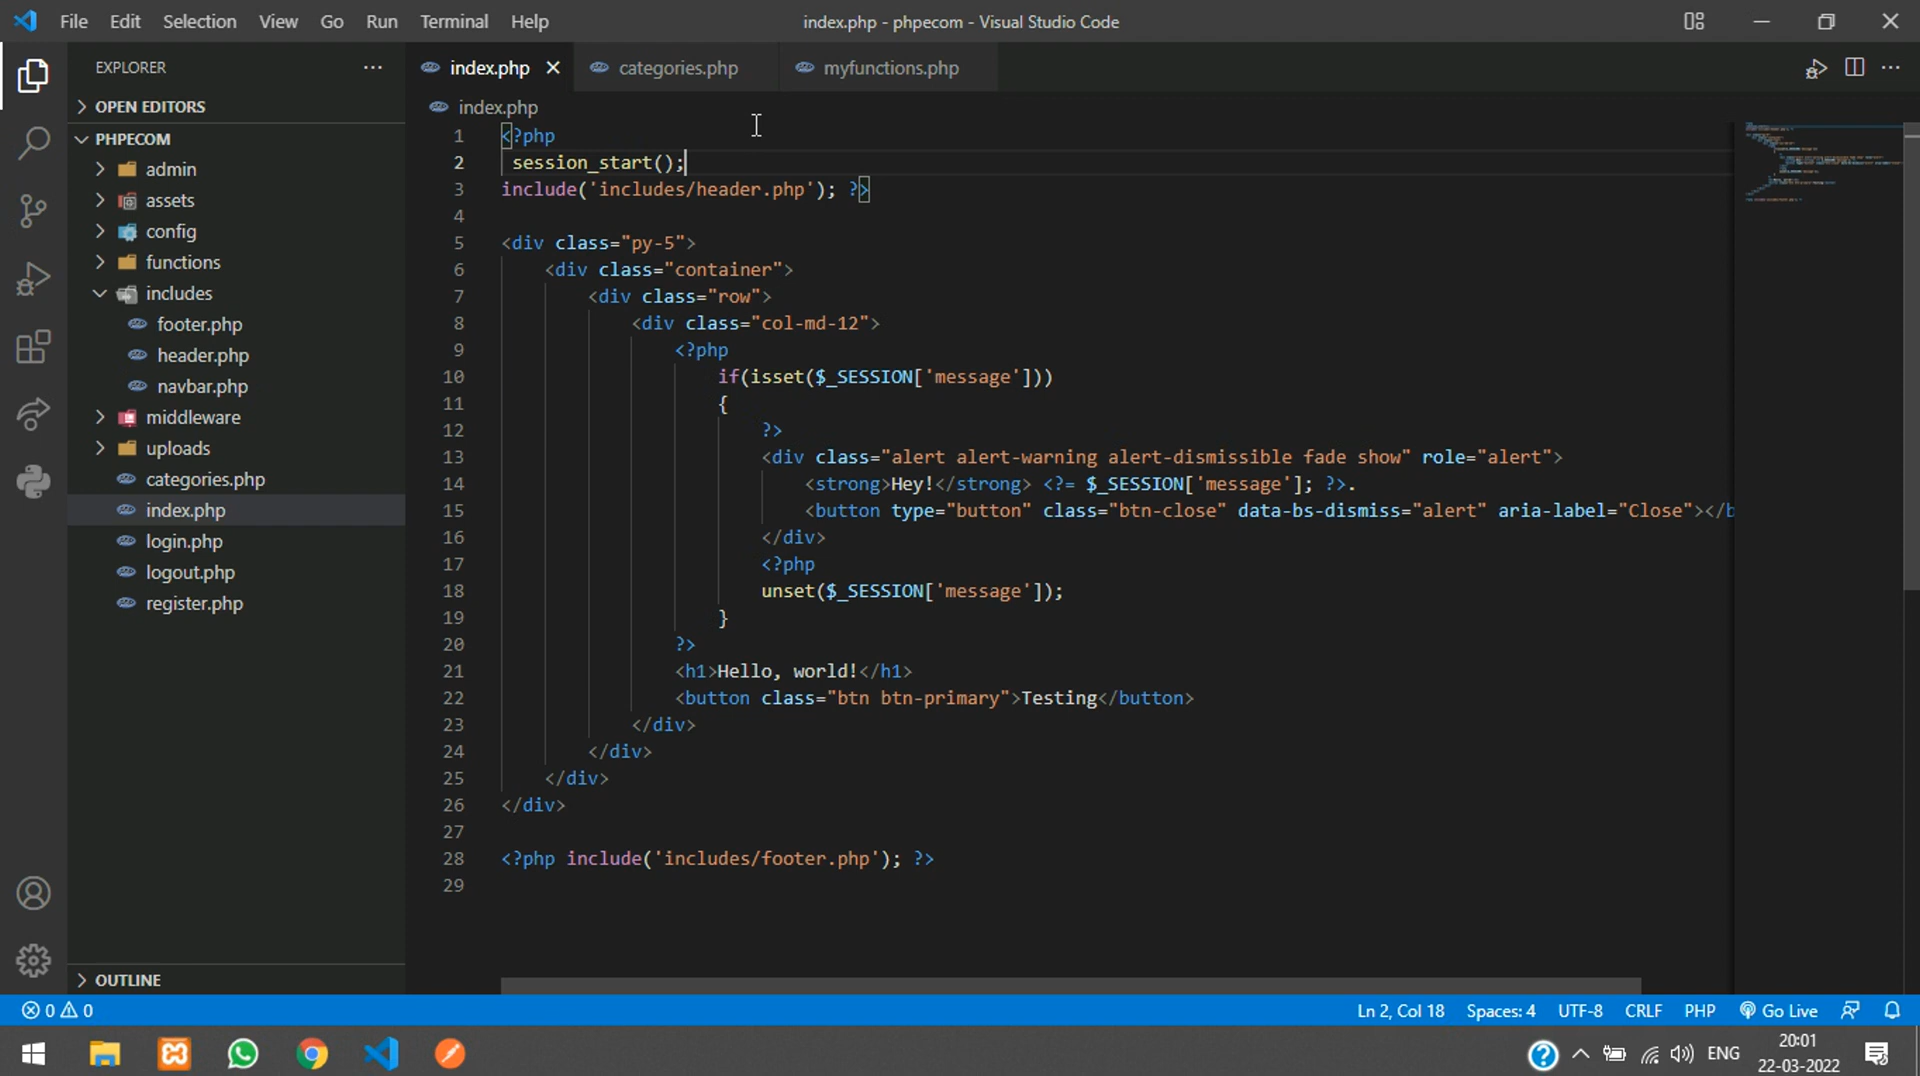 File Edit Selection View Go Run Terminal Help
index.php - phpecom - Visual Studio Code
EXPLORER
OPEN EDITORS
PHPECOM
admin
assets
config
functions
includes
footer.php
header.php
navbar.php
middleware
uploads
categories.php
index.php
login.php
logout.php
register.php
OUTLINE
index.php categories.php myfunctions.php
index.php
1 <?php
2 session_start();
3 include('includes/header.php'); ?>
4
5 <div class="py-5">
6 <div class="container">
7 <div class="row">
8 <div class="col-md-12">
9 <?php
10 if(isset($_SESSION['message']))
11 {
12 ?>
13 <div class="alert alert-warning alert-dismissible fade show" role="alert">
14 <strong>Hey!</strong> <?= $_SESSION['message']; ?>.
15 <button type="button" class="btn-close" data-bs-dismiss="alert" aria-label="Close"></b
16 </div>
17 <?php
18 unset($_SESSION['message']);
19 }
20 ?>
21 <h1>Hello, world!</h1>
22 <button class="btn btn-primary">Testing</button>
23 </div>
24 </div>
25 </div>
26 </div>
27
28 <?php include('includes/footer.php'); ?>
29
0 0
Ln 2, Col 18 Spaces: 4 UTF-8 CRLF PHP Go Live
ENG
20:01
22-03-2022